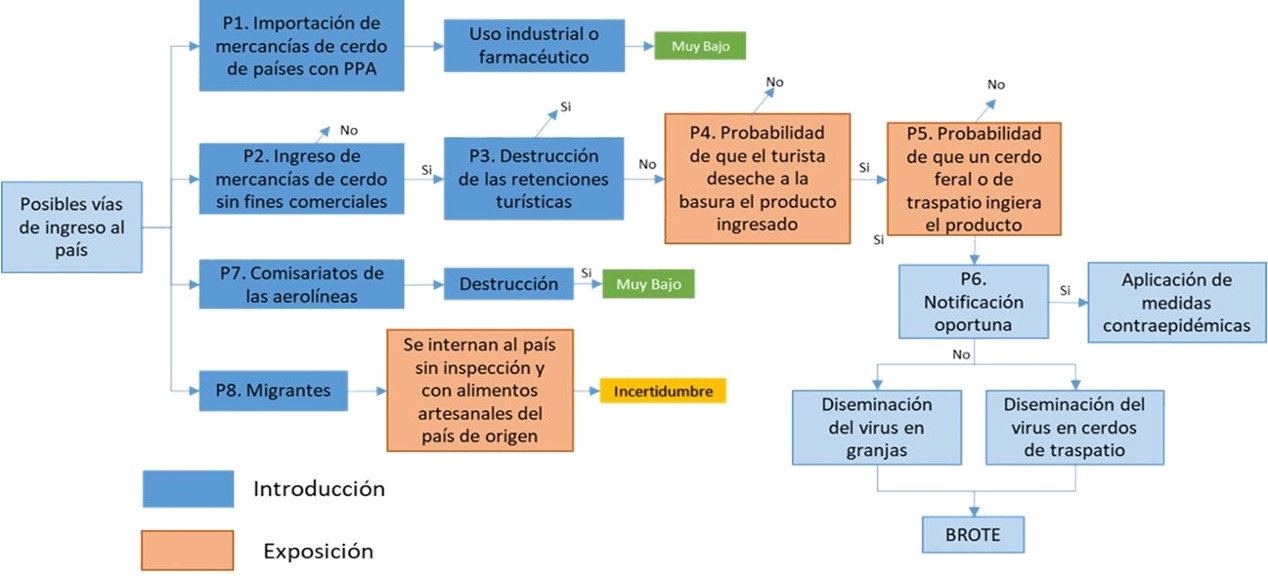 P1. Importación de
mercancías de cerdo
de países con PPA
Uso industrial o
farmacéutico
Muy Bajo
No
Si
No
No
P2. Ingreso de
mercancías de cerdo
sin fines comerciales
Si
P3. Destrucción
de las retenciones
turísticas
No
P4. Probabilidad
de que el turista
deseche a la
basura el producto
ingresado
Si
P5. Probabilidad
de que un cerdo
feral o de
traspatio ingiera
el producto
Si
Posibles vías
de ingreso al
país
P7. Comisariatos de
las aerolíneas
Destrucción
Si
Muy Bajo
P6.
Notificación
oportuna
Si
Aplicación de
medidas
contraepidémicas
No
P8. Migrantes
Se internan al país
sin inspección y
con alimentos
artesanales del
país de origen
Incertidumbre
Diseminación
del virus en
granjas
Diseminación del
virus en cerdos
de traspatio
BROTE
Introducción
Exposición